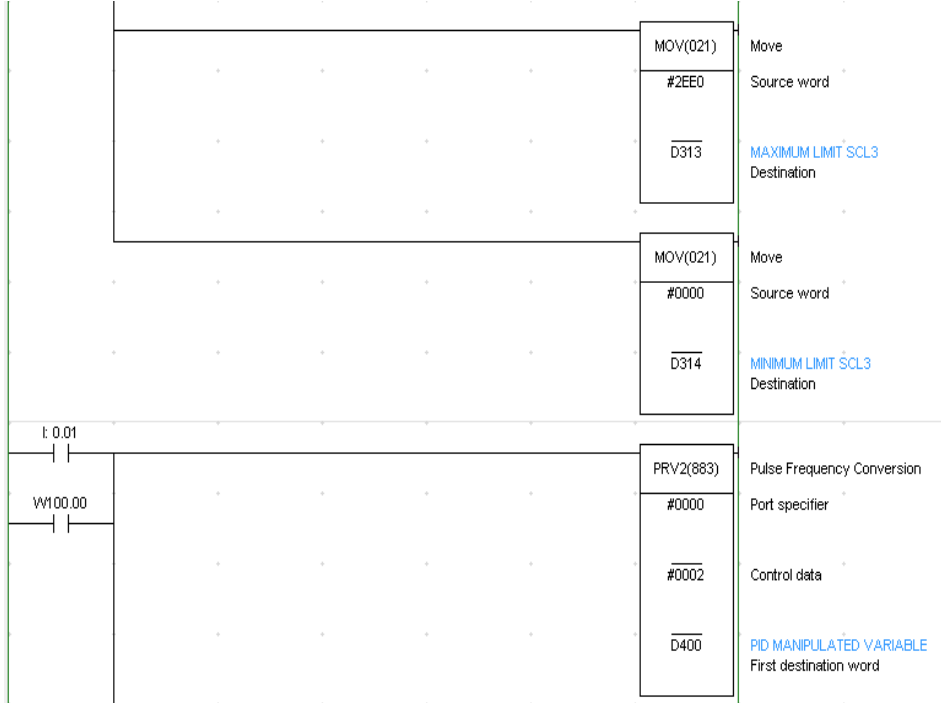 MOV(021) Move
#2EE0 Source word
D313 MAXIMUM LIMIT SCL3
Destination
MOV(021) Move
#0000 Source word
D314 MINIMUM LIMIT SCL3
Destination
I: 0.01
PRV2(883) Pulse Frequency Conversion
W100.00
#0000 Port specifier
#0002 Control data
D400 PID MANIPULATED VARIABLE
First destination word